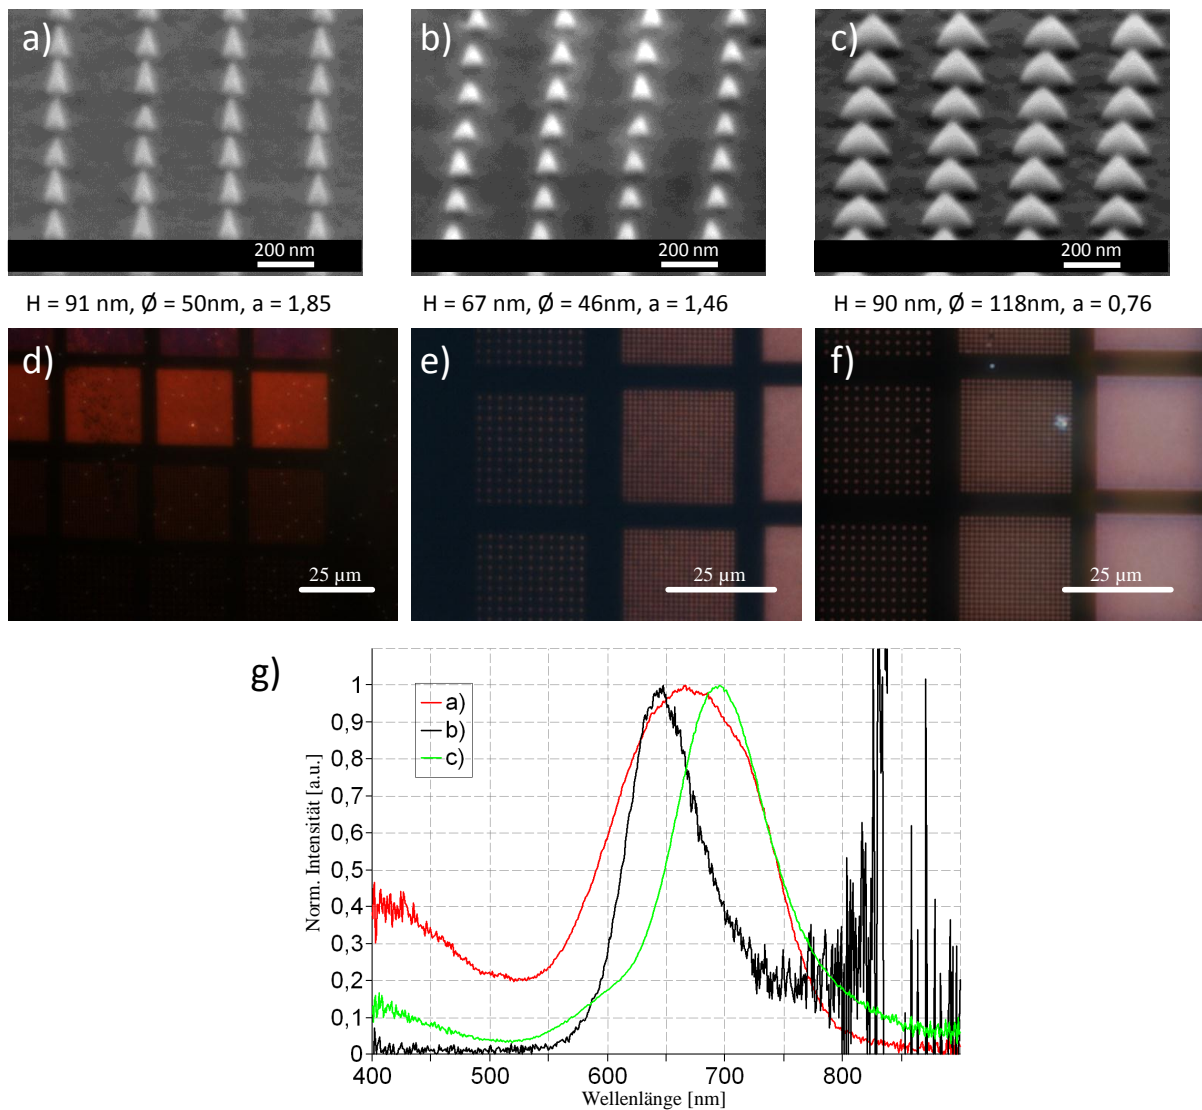 a)
b)
c)
200 nm
200 nm
200 nm
H = 91 nm, Ø = 50nm, a = 1,85
H = 67 nm, Ø = 46nm, a = 1,46
H = 90 nm, Ø = 118nm, a = 0,76
d)
e)
f)
25 µm
25 µm
25 µm
g)
1
0,9
0,8
0,7
0,6
0,5
0,4
0,3
0,2
0,1
0
Norm. Intensität [a.u.]
a)
b)
c)
400 500 600 700 800
Wellenlänge [nm]